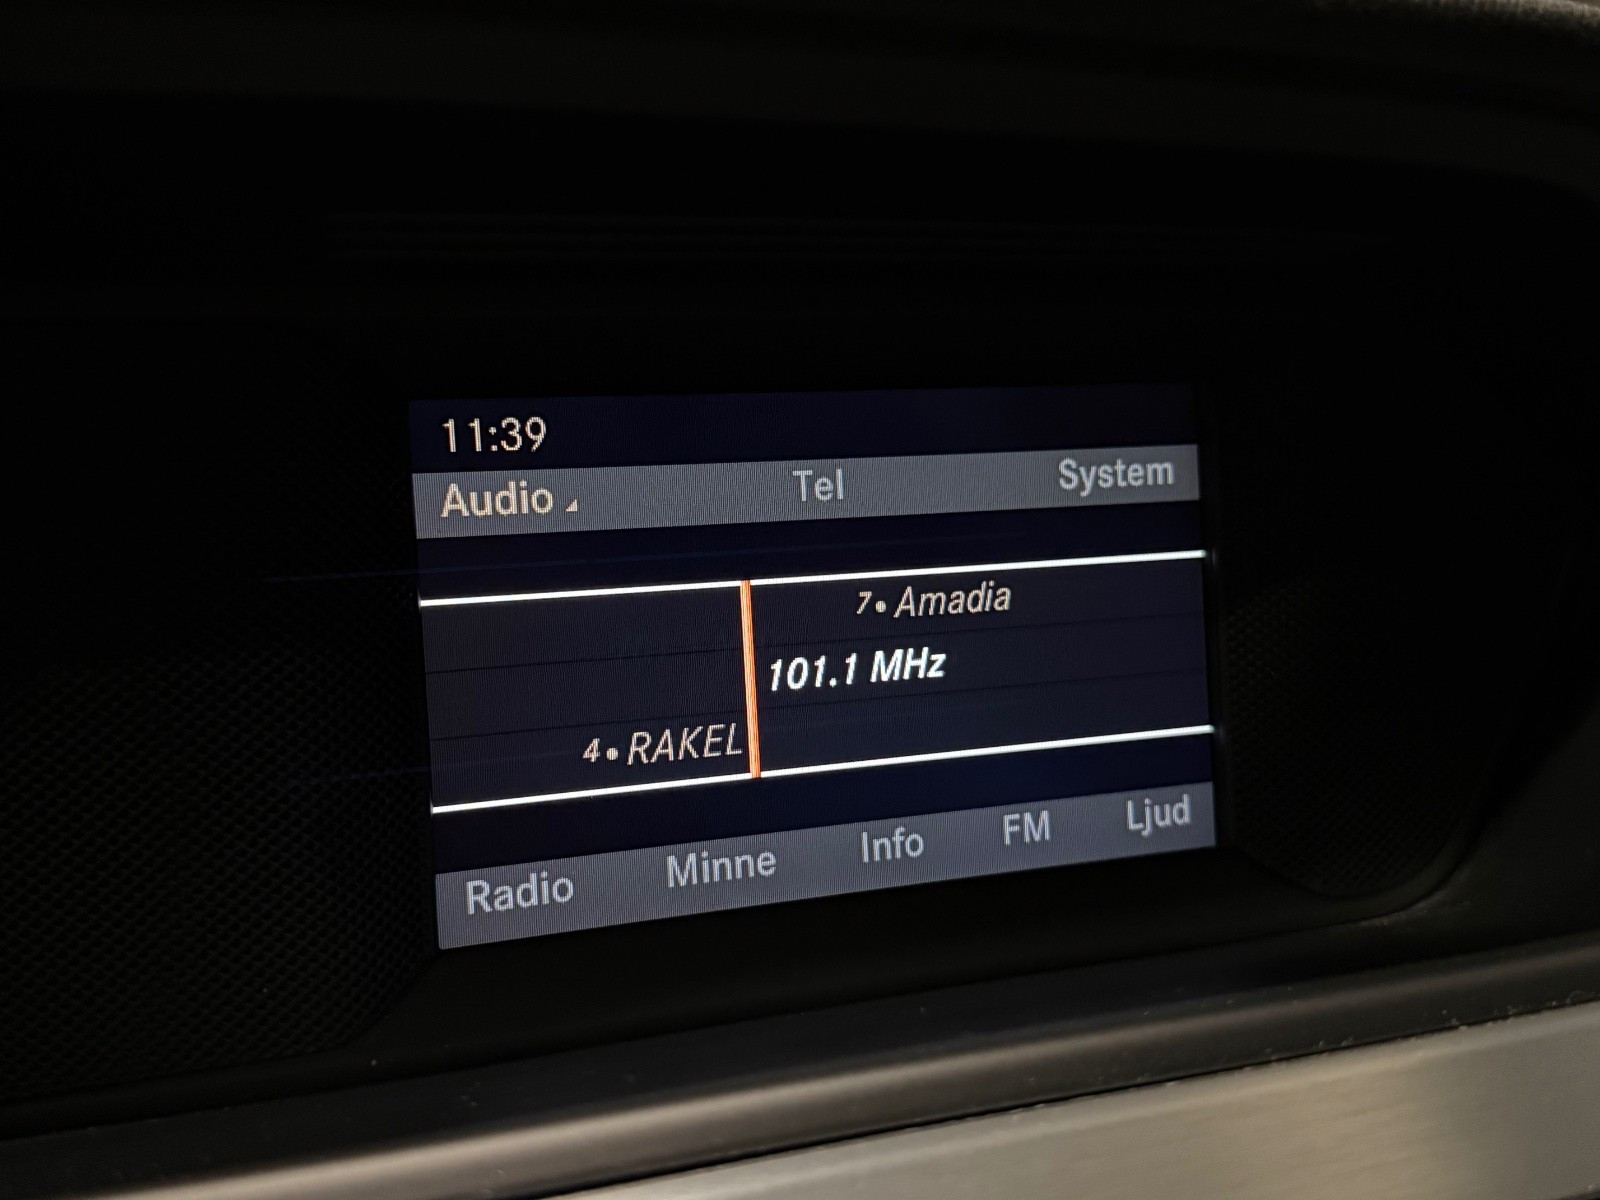 11:39
Audio Tel System
7• Amadia
101.1 MHz
4• RAKEL
Radio Minne Info FM Ljud